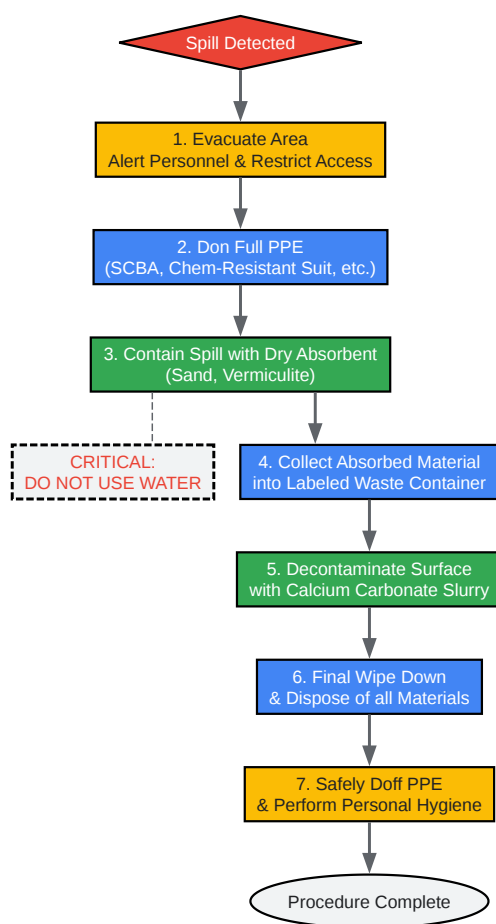 Spill Detected
1. Evacuate Area
Alert Personnel & Restrict Access
2. Don Full PPE
(SCBA, Chem-Resistant Suit, etc.)
3. Contain Spill with Dry Absorbent
(Sand, Vermiculite)
CRITICAL:
DO NOT USE WATER
4. Collect Absorbed Material
into Labeled Waste Container
5. Decontaminate Surface
with Calcium Carbonate Slurry
6. Final Wipe Down
& Dispose of all Materials
7. Safely Doff PPE
& Perform Personal Hygiene
Procedure Complete